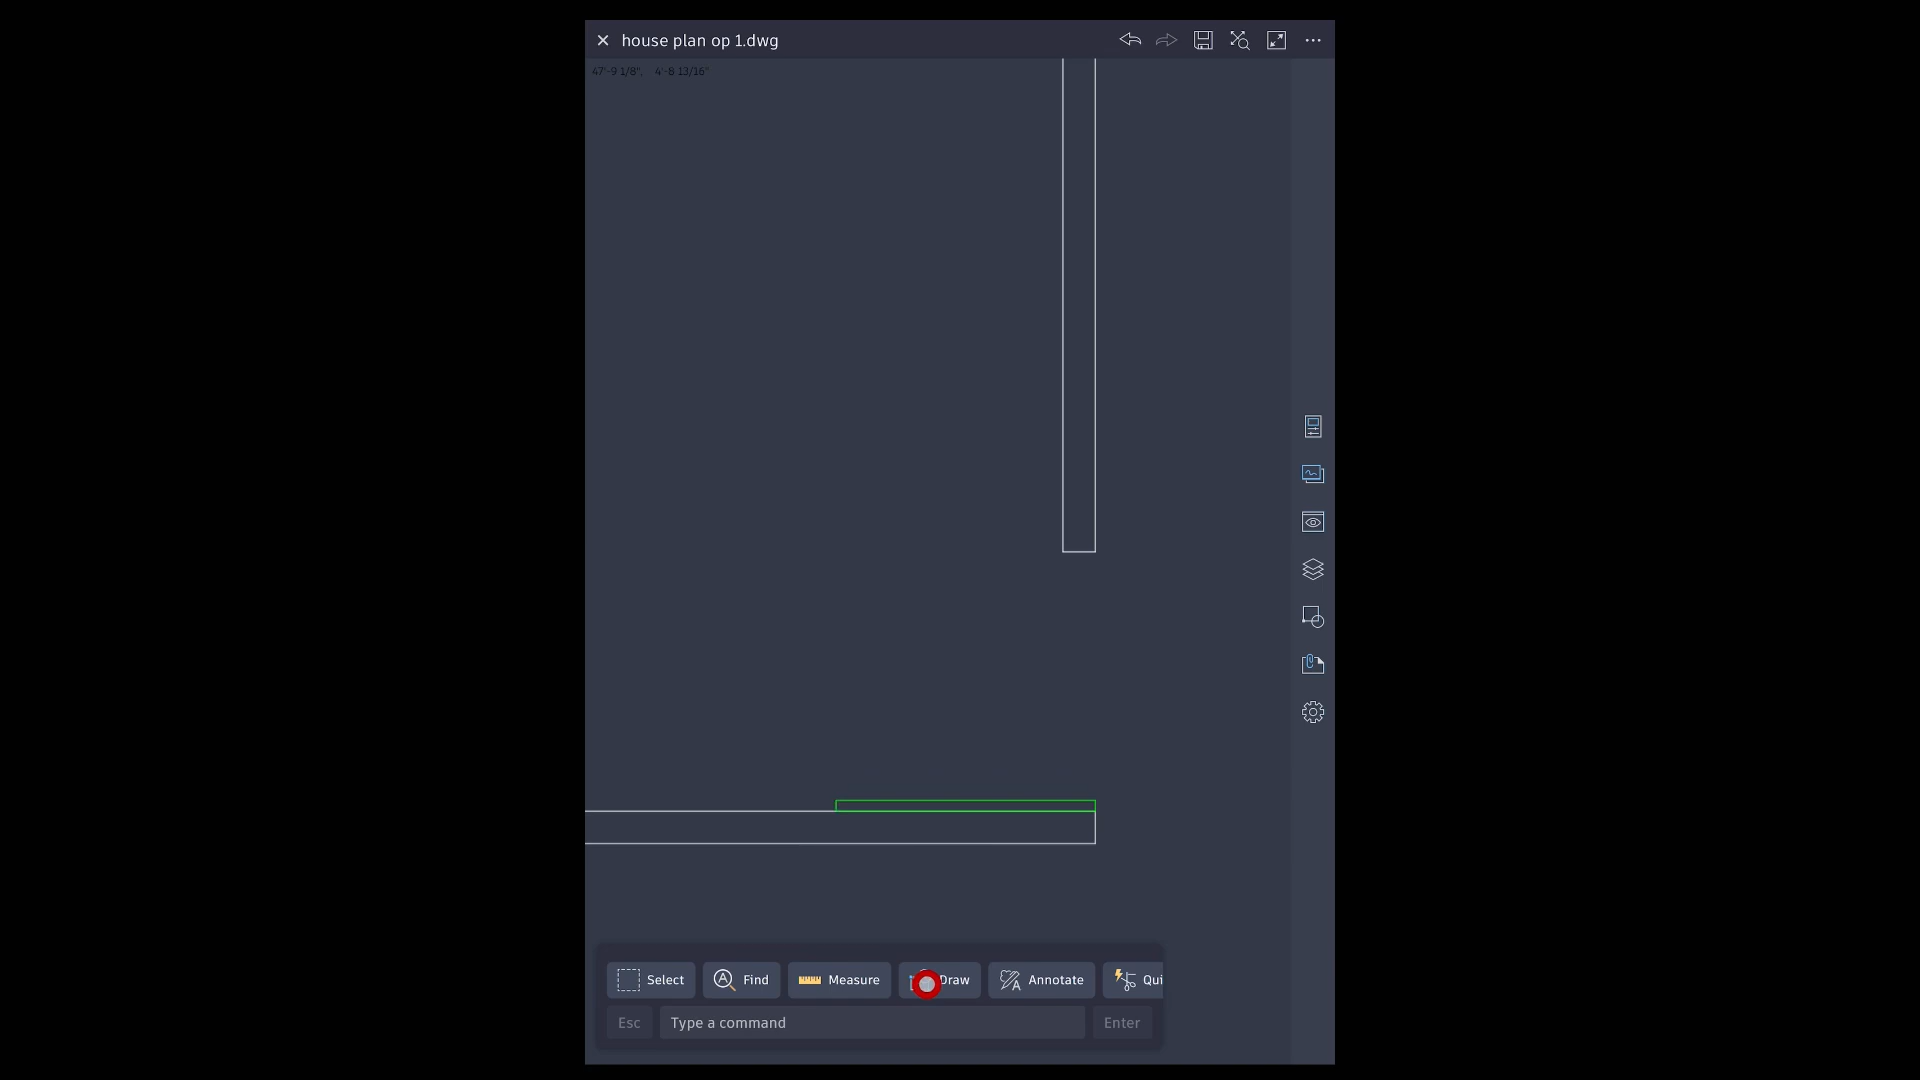 house plan op 1.dwg
47'-9 1/8", 4'-8 13/16"
Select Find Measure Draw Annotate Qui
Esc Type a command Enter